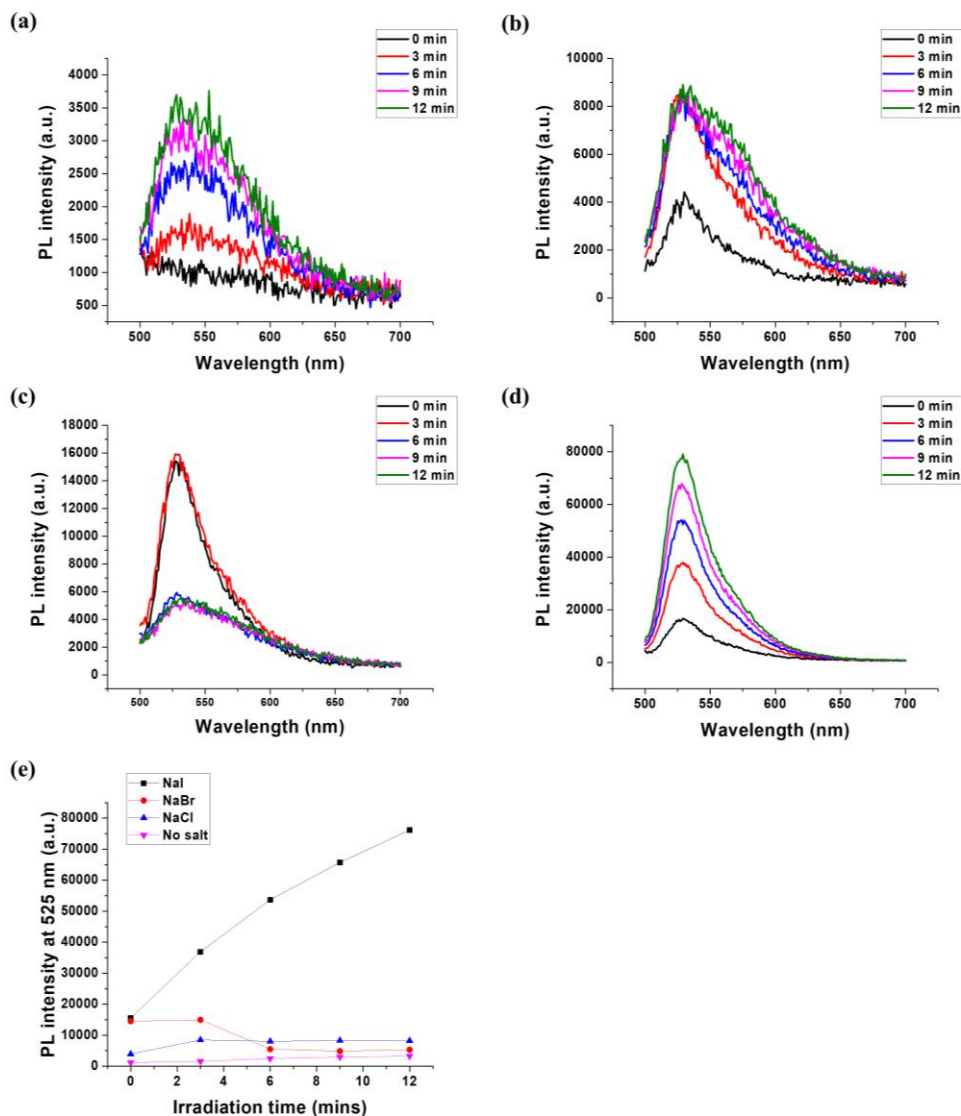 (a)
0 min
3 min
6 min
9 min
12 min
4000
3500
3000
2500
2000
1500
1000
500
PL intensity (a.u.)
500 550 600 650 700
Wavelength (nm)
(b)
0 min
3 min
6 min
9 min
12 min
10000
8000
6000
4000
2000
0
PL intensity (a.u.)
500 550 600 650 700
Wavelength (nm)
(c)
0 min
3 min
6 min
9 min
12 min
18000
16000
14000
12000
10000
8000
6000
4000
2000
0
PL intensity (a.u.)
500 550 600 650 700
Wavelength (nm)
(d)
0 min
3 min
6 min
9 min
12 min
80000
60000
40000
20000
0
PL intensity (a.u.)
500 550 600 650 700
Wavelength (nm)
(e)
NaI
NaBr
NaCl
No salt
80000
70000
60000
50000
40000
30000
20000
10000
0
PL intensity at 525 nm (a.u.)
0 2 4 6 8 10 12
Irradiation time (mins)